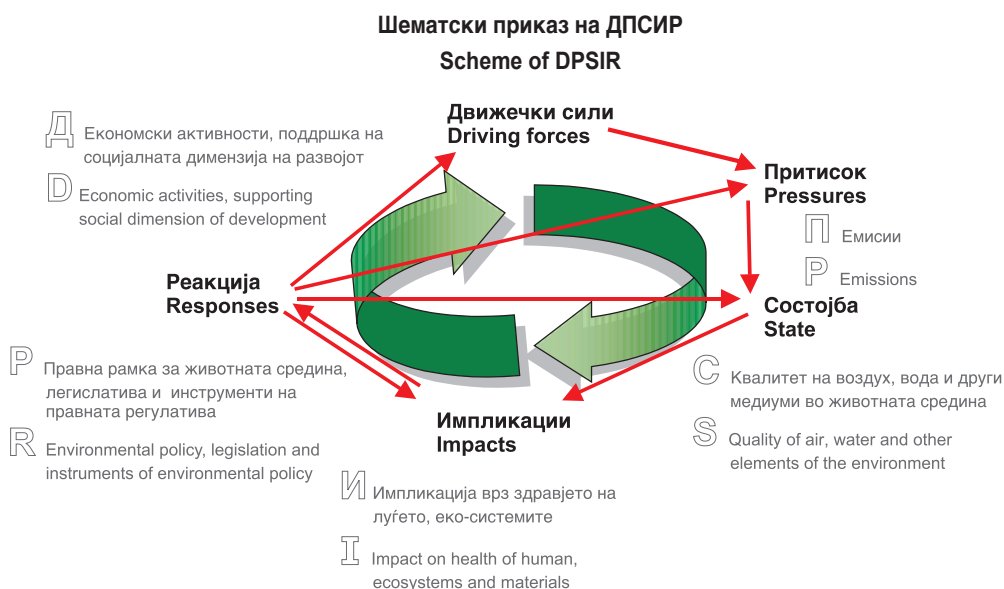 Шематски приказ на ДПСИР
Scheme of DPSIR
Движечки сили
Driving forces
Д Економски активности, поддршка на
социјалната димензија на развојот
D Economic activities, supporting
social dimension of development
Притисок
Pressures
П Емисии
P Emissions
Реакција
Responses
Состојба
State
Р Правна рамка за животната средина,
легислатива и инструменти на
правната регулатива
R Environmental policy, legislation and
instruments of environmental policy
С Квалитет на воздух, вода и други
медиуми во животната средина
S Quality of air, water and other
elements of the environment
Импликации
Impacts
И Импликација врз здравјето на
луѓето, еко-системите
I Impact on health of human,
ecosystems and materials